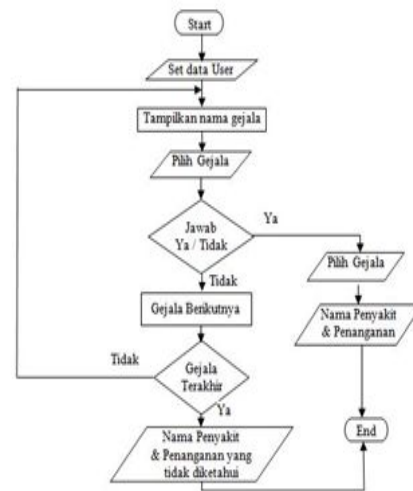 Start
Set data User
Tampilkan nama gejala
Pilih Gejala
Jawab
Ya / Tidak
Ya
Pilih Gejala
Tidak
Gejala Berikutnya
Nama Penyakit
& Penanganan
Tidak
Gejala
Terakhir
Ya
End
Nama Penyakit
& Penanganan yang
tidak diketahui